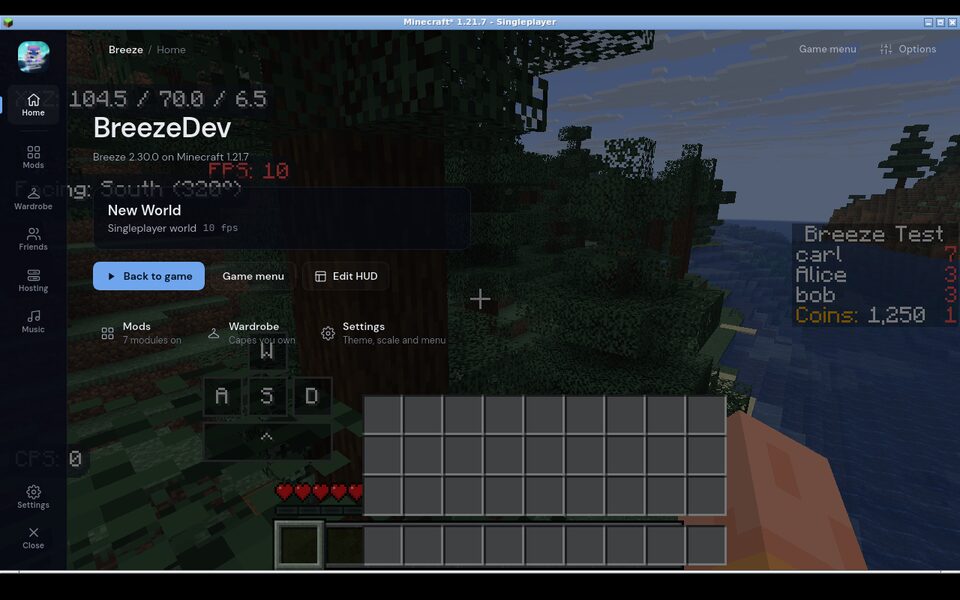 Minecraft* 1.21.7 - Singleplayer
Breeze / Home
Game menu
Options
104.5 / 70.0 / 6.5
Home
BreezeDev
Breeze 2.30.0 on Minecraft 1.21.7
FPS: 10
Mods
Facing: South (320°)
Wardrobe
New World
Singleplayer world 10 fps
Friends
Breeze Test
carl 7
Alice 3
bob 3
Coins: 1,250 1
Hosting
Back to game
Game menu
Edit HUD
Music
Mods
7 modules on
Wardrobe
Capes you own
Settings
Theme, scale and menu
W
A S D
^
CPS: 0
Settings
Close